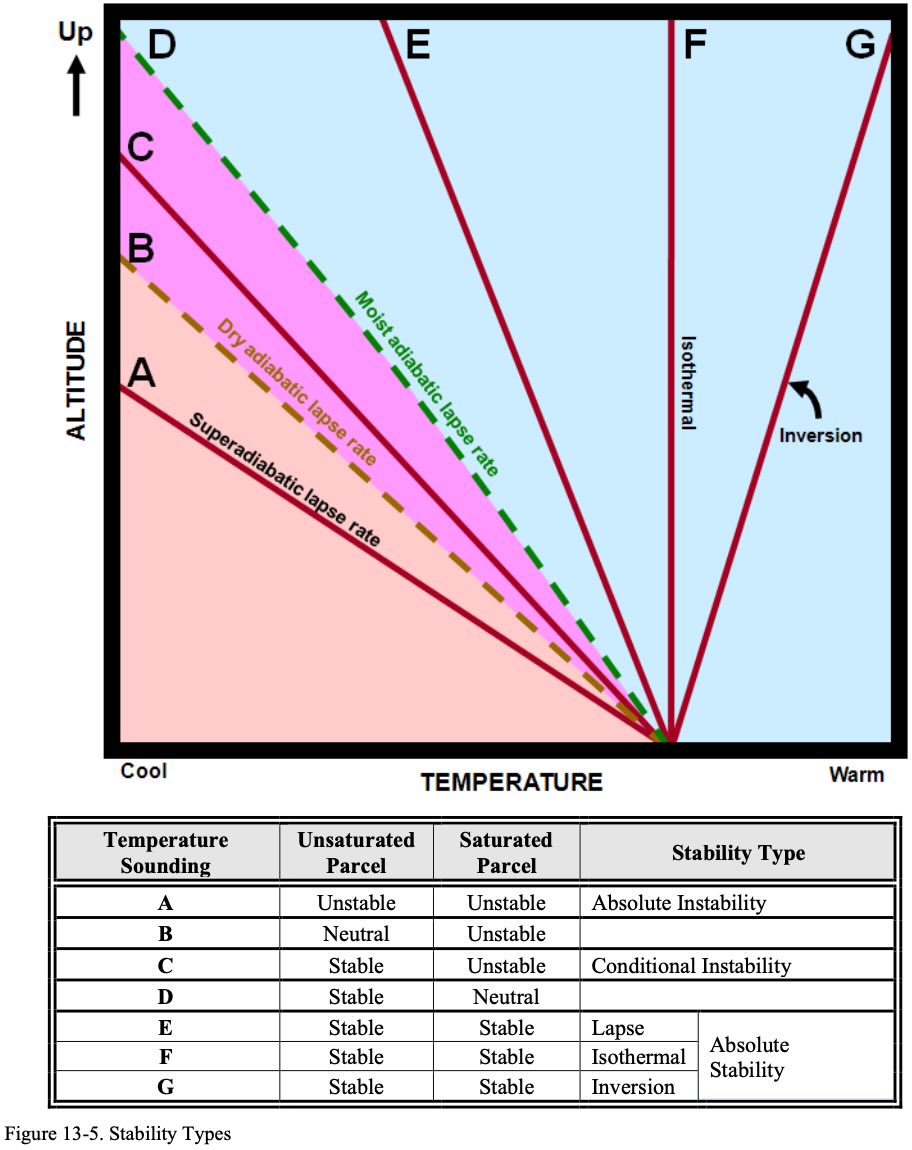 Up
D
E
F
G
C
B
A
ALTITUDE
Moist adiabatic lapse rate
Dry adiabatic lapse rate
Superadiabatic lapse rate
Isothermal
Inversion
Cool
TEMPERATURE
Warm
Temperature Sounding Unsaturated Parcel Saturated Parcel Stability Type
A Unstable Unstable Absolute Instability
B Neutral Unstable
C Stable Unstable Conditional Instability
D Stable Neutral
E Stable Stable Lapse Absolute Stability
F Stable Stable Isothermal
G Stable Stable Inversion
Figure 13-5. Stability Types